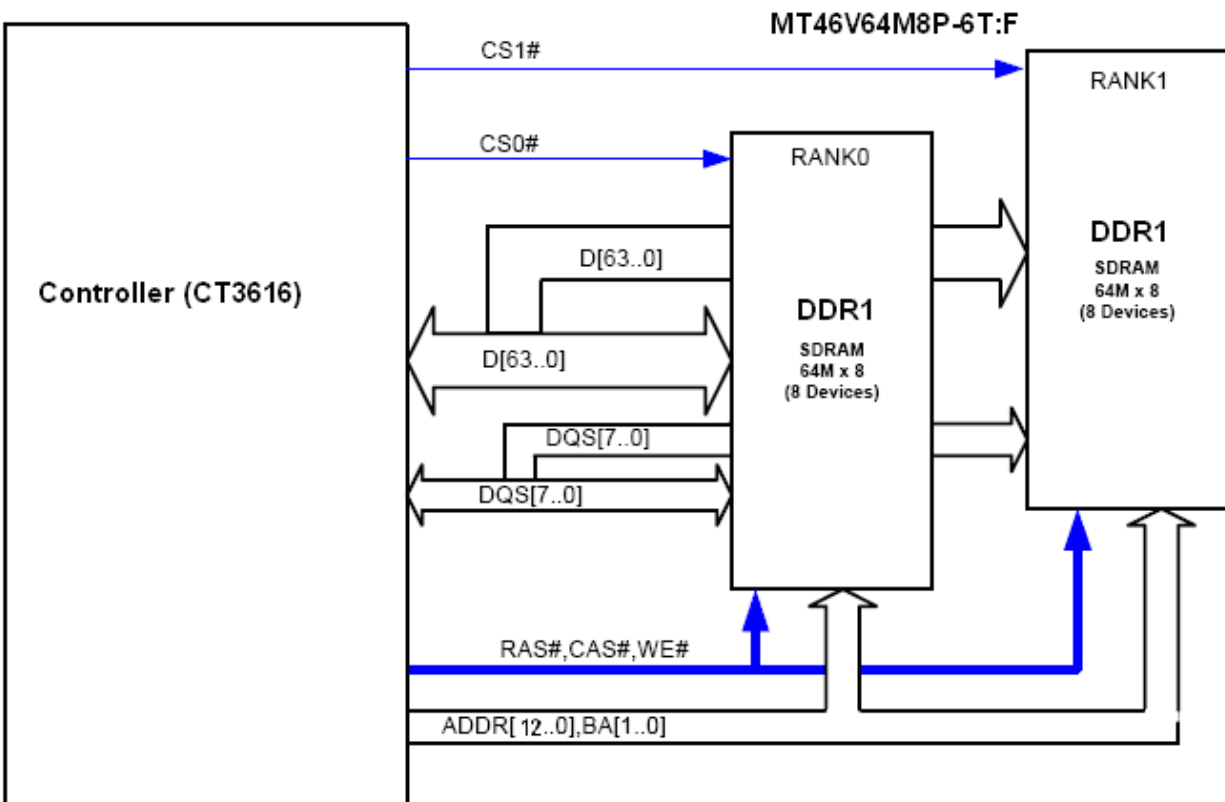 MT46V64M8P-6T:F
CS1#
RANK1
CS0#
RANK0
D[63..0]
DDR1
SDRAM
64M x 8
(8 Devices)
Controller (CT3616)
DDR1
SDRAM
64M x 8
(8 Devices)
D[63..0]
DQS[7..0]
DQS[7..0]
RAS#,CAS#,WE#
ADDR[12..0],BA[1..0]